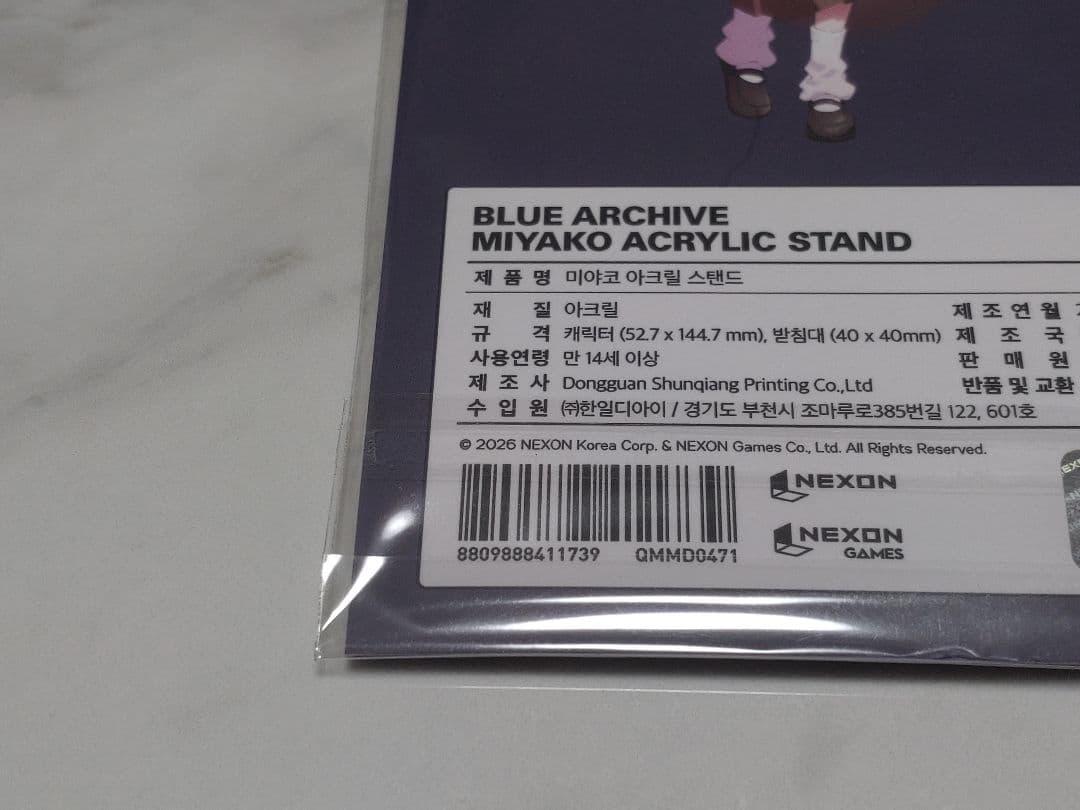 BLUE ARCHIVE
MIYAKO ACRYLIC STAND
제 품 명 미야코 아크릴 스탠드
재 질 아크릴 제 조 연 월
규 격 캐릭터 (52.7 x 144.7 mm), 받침대 (40 x 40mm) 제 조 국
사용연령 만 14세 이상 판 매 원
제 조 사 Dongguan Shunqiang Printing Co.,Ltd 반품 및 교환
수 입 원 ㈜한일디아이 / 경기도 부천시 조마루로385번길 122, 601호
© 2026 NEXON Korea Corp. & NEXON Games Co., Ltd. All Rights Reserved.
NEXON
NEXON
GAMES
8809888411739 QMMD0471